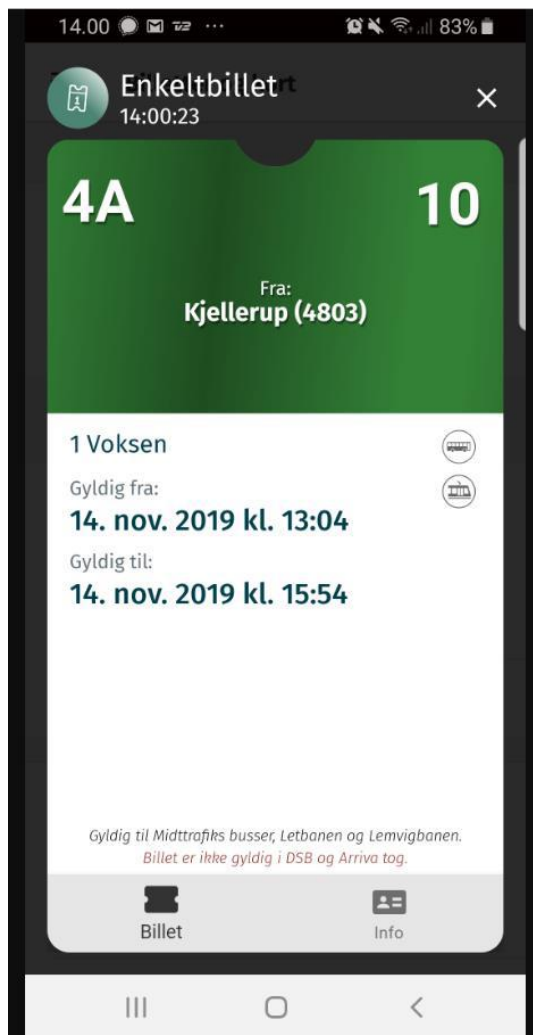 14.00 TV2 ... 83%
Enkeltbillet
14:00:23
4A 10
Fra:
Kjellerup (4803)
1 Voksen
Gyldig fra:
14. nov. 2019 kl. 13:04
Gyldig til:
14. nov. 2019 kl. 15:54
Gyldig til Midttrafiks busser, Letbanen og Lemvigbanen.
Billet er ikke gyldig i DSB og Arriva tog.
Billet Info